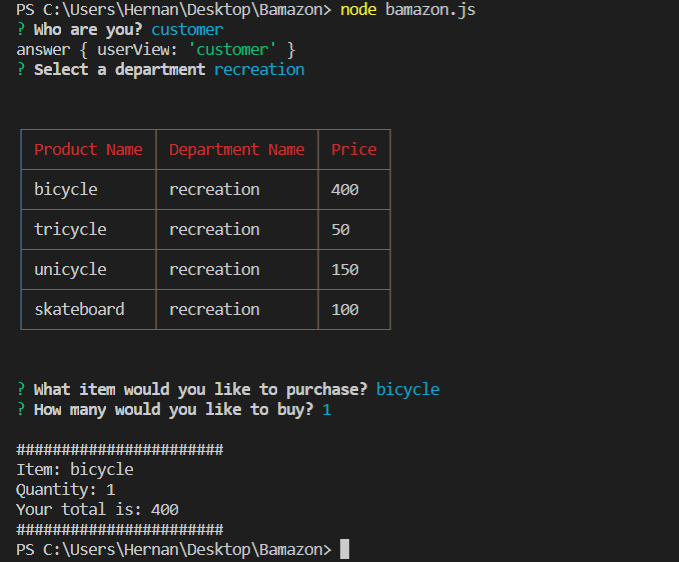 PS C:\Users\Hernan\Desktop\Bamazon> node bamazon.js
? Who are you? customer
answer { userView: 'customer' }
? Select a department recreation
Product Name Department Name Price
bicycle recreation 400
tricycle recreation 50
unicycle recreation 150
skateboard recreation 100
? What item would you like to purchase? bicycle
? How many would you like to buy? 1
#######################
Item: bicycle
Quantity: 1
Your total is: 400
#######################
PS C:\Users\Hernan\Desktop\Bamazon>